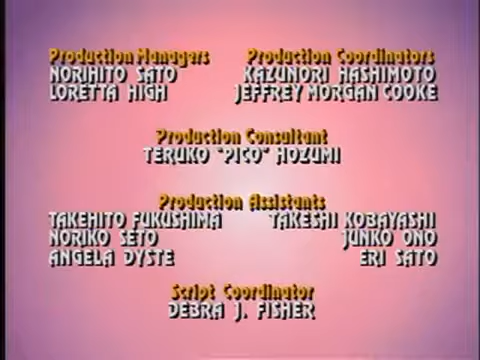 Production Managers Production Coordinators
NORIHITO SATO KAZUNORI HASHIMOTO
LORETTA HIGH JEFFREY MORGAN COOKE
Production Consultant
TERUKO "PICO" HOZUMI
Production Assistants
TAKEHITO FUKUSHIMA TAKESHI KOBAYASHI
NORIKO SETO JUNKO ONO
ANGELA DYSTE ERI SATO
Script Coordinator
DEBRA J. FISHER